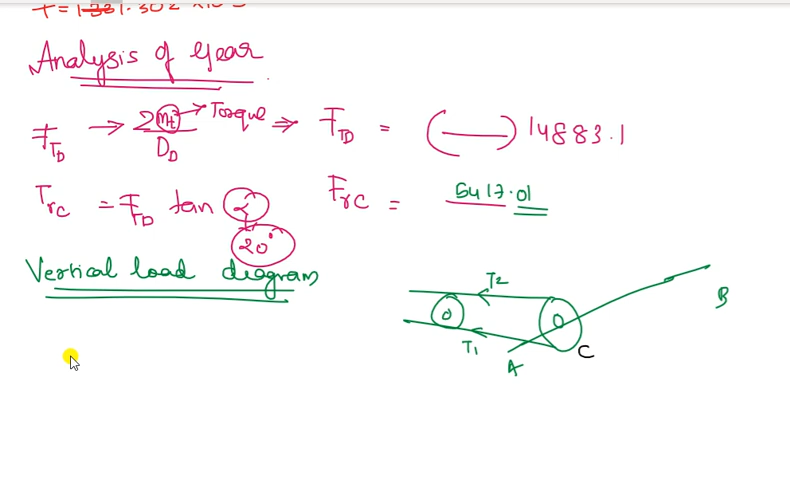 Analysis of Gear
F_TD → 2Mt / D_D → Torque ⇒ F_TD = ( — ) 14883.1
T_rC = F_TD tan α 20° F_rC = 5417.01
Vertical load diagram
T2
B
T1
C
A